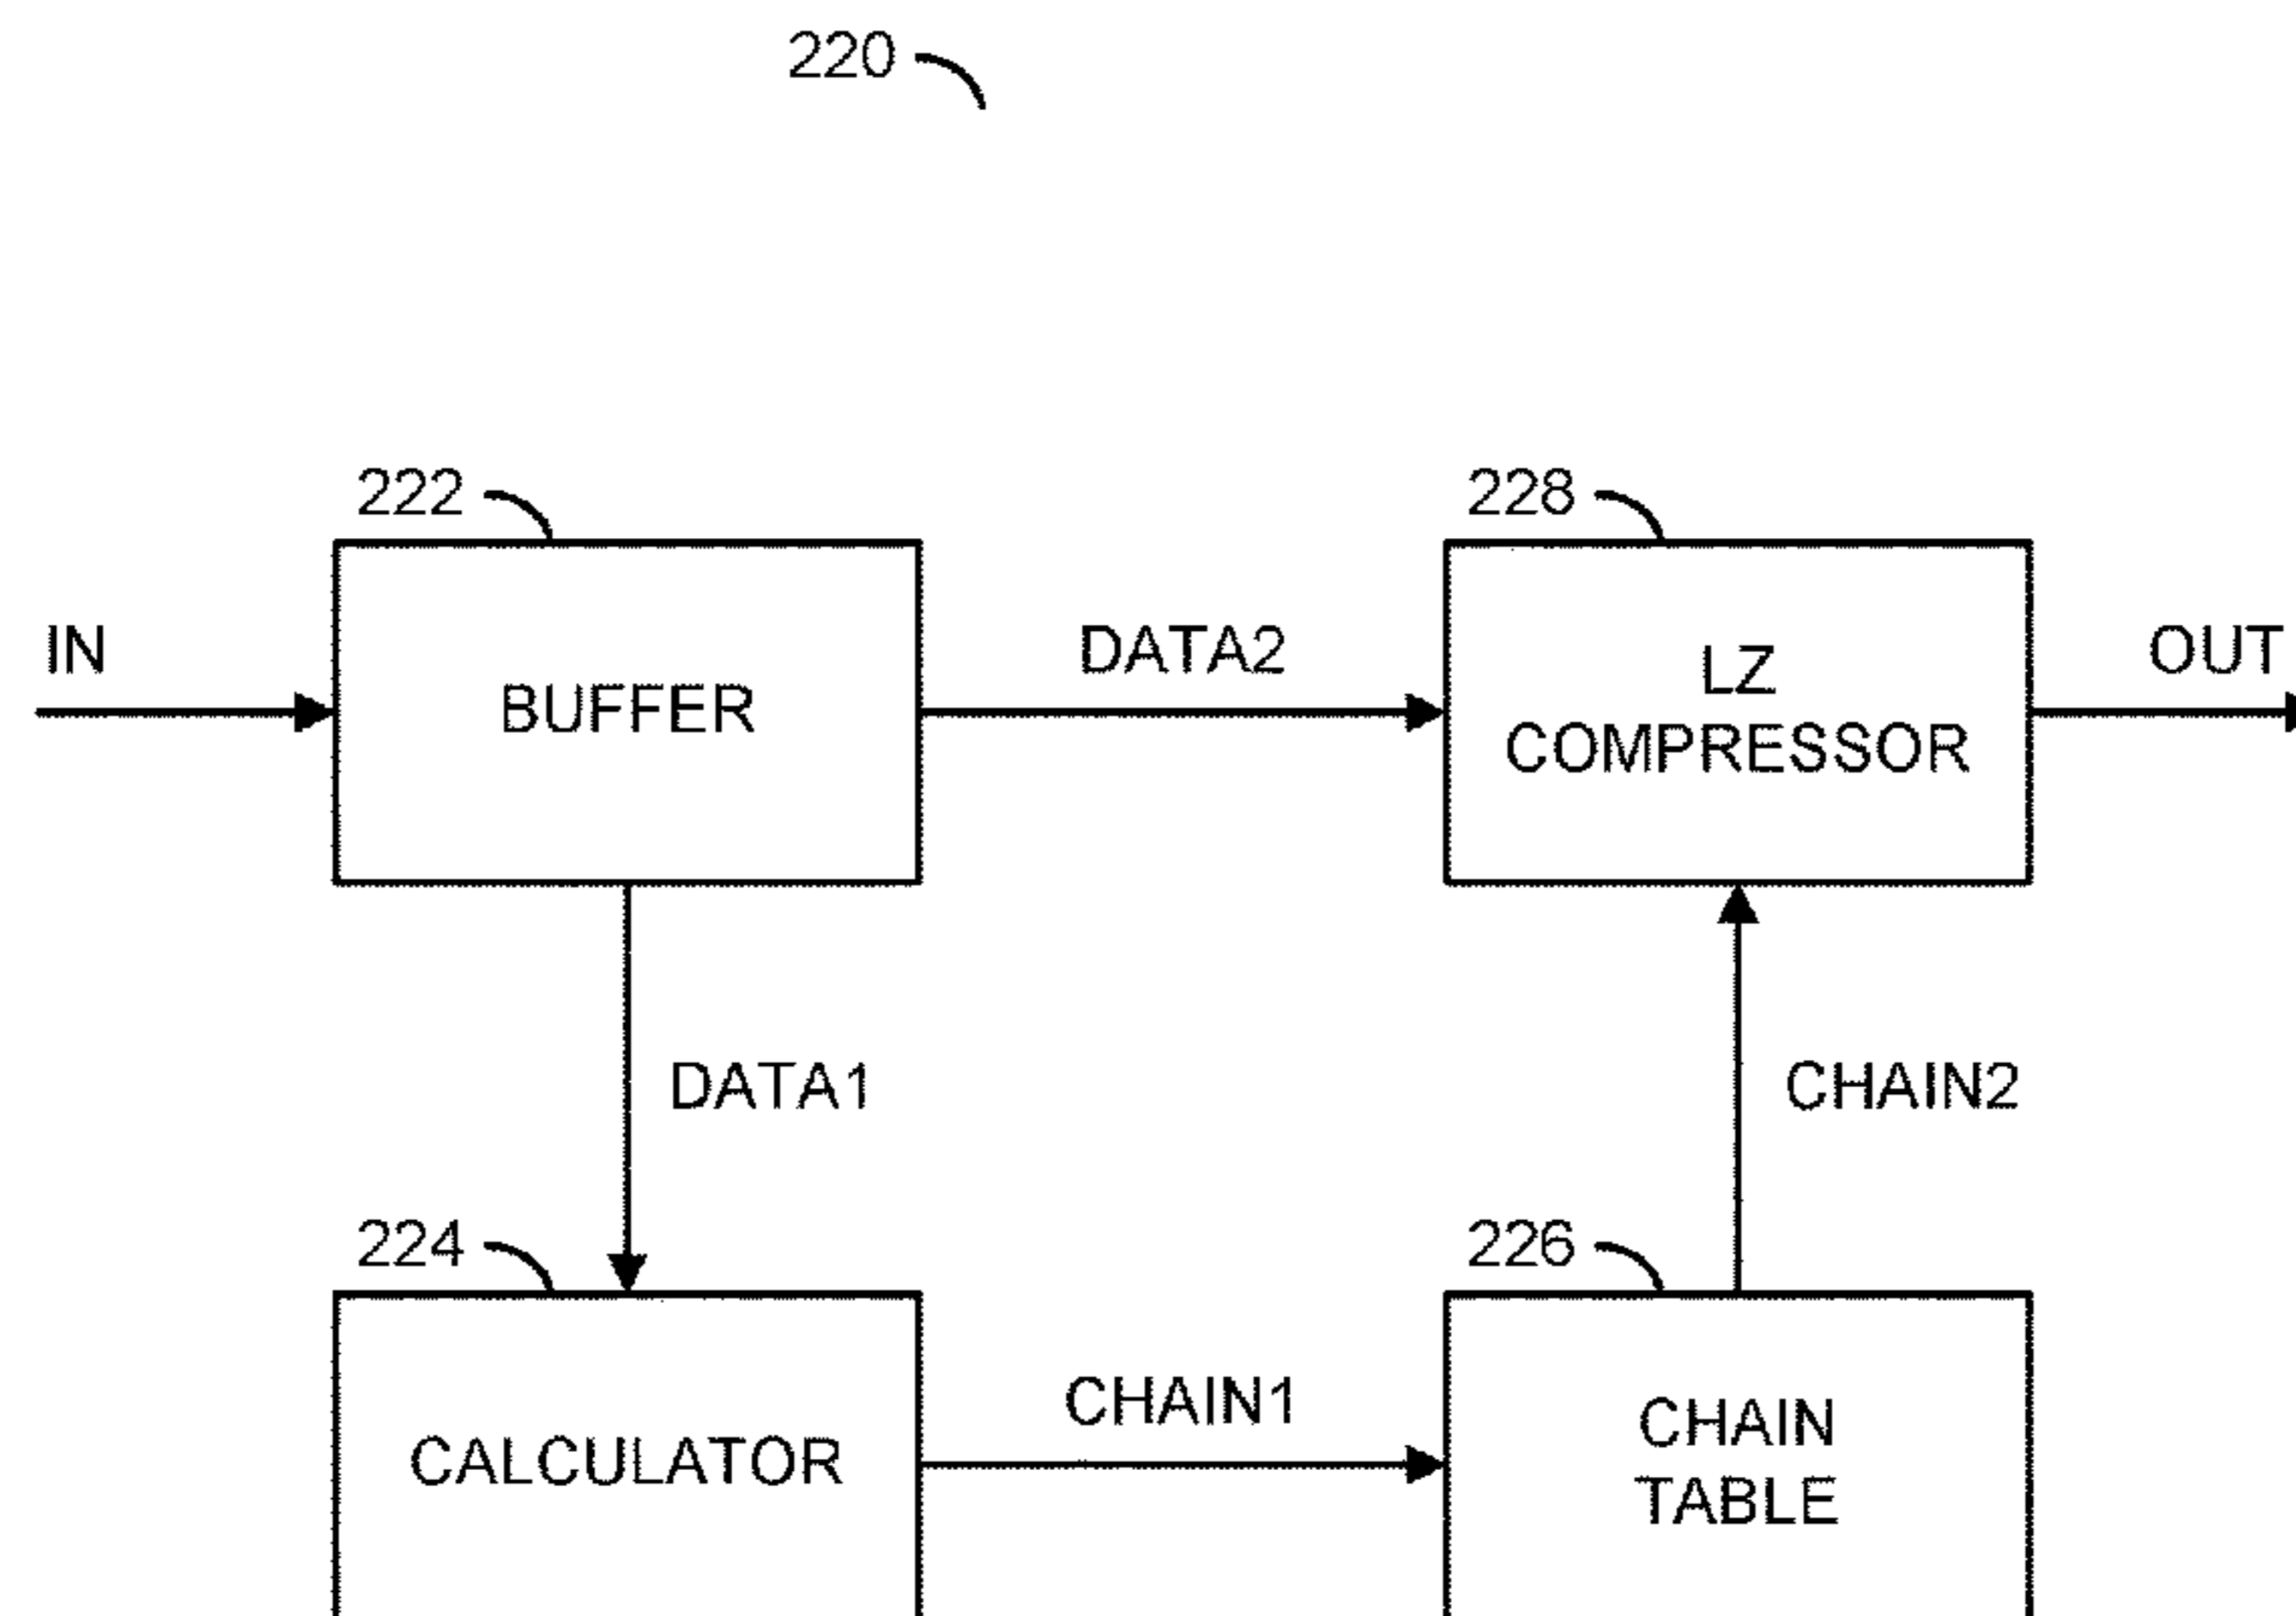 220
222
228
IN
BUFFER
DATA2
LZ
COMPRESSOR
OUT
DATA1
CHAIN2
224
226
CALCULATOR
CHAIN1
CHAIN
TABLE